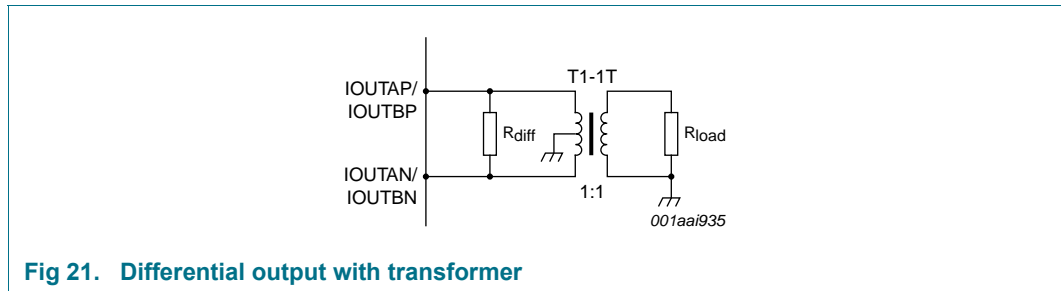 T1-1T
IOUTAP/
IOUTBP
Rdiff
Rload
IOUTAN/
IOUTBN
1:1
001aai935
Fig 21. Differential output with transformer